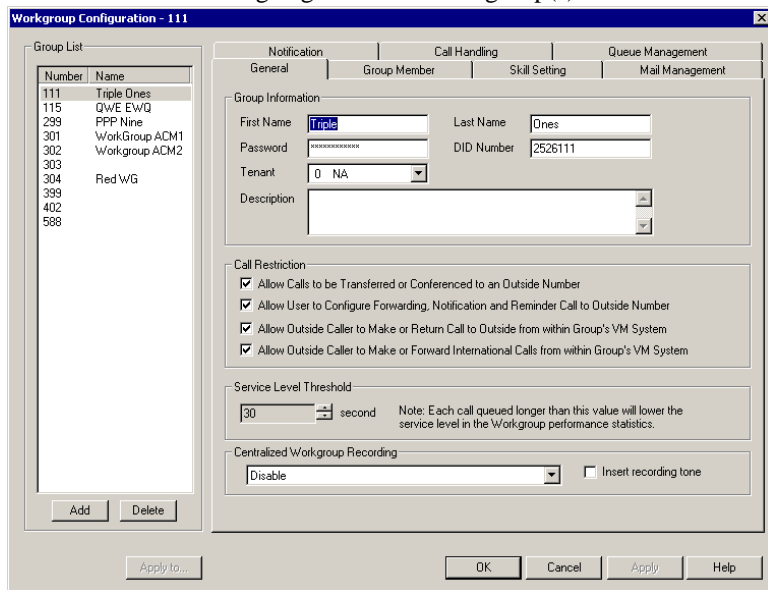 Workgroup Configuration - 111
Group List
Number Name
111 Triple Ones
115 QWE EWQ
299 PPP Nine
301 WorkGroup ACM1
302 Workgroup ACM2
303
304 Red WG
399
402
588
Add Delete
Notification Call Handling Queue Management
General Group Member Skill Setting Mail Management
Group Information
First Name Triple Last Name Ones
Password ************ DID Number 2526111
Tenant 0 NA
Description
Call Restriction
Allow Calls to be Transferred or Conferenced to an Outside Number
Allow User to Configure Forwarding, Notification and Reminder Call to Outside Number
Allow Outside Caller to Make or Return Call to Outside from within Group's VM System
Allow Outside Caller to Make or Forward International Calls from within Group's VM System
Service Level Threshold
30 second Note: Each call queued longer than this value will lower the
service level in the Workgroup performance statistics.
Centralized Workgroup Recording
Disable Insert recording tone
Apply to... OK Cancel Apply Help